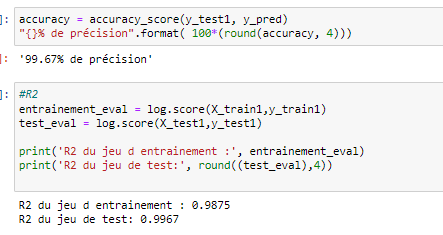 ]: accuracy = accuracy_score(y_test1, y_pred)
"{}% de précision".format( 100*(round(accuracy, 4)))
]: '99.67% de précision'
]: #R2
entrainement_eval = log.score(X_train1,y_train1)
test_eval = log.score(X_test1,y_test1)
print('R2 du jeu d entrainement :', entrainement_eval)
print('R2 du jeu de test:', round((test_eval),4))
R2 du jeu d entrainement : 0.9875
R2 du jeu de test: 0.9967